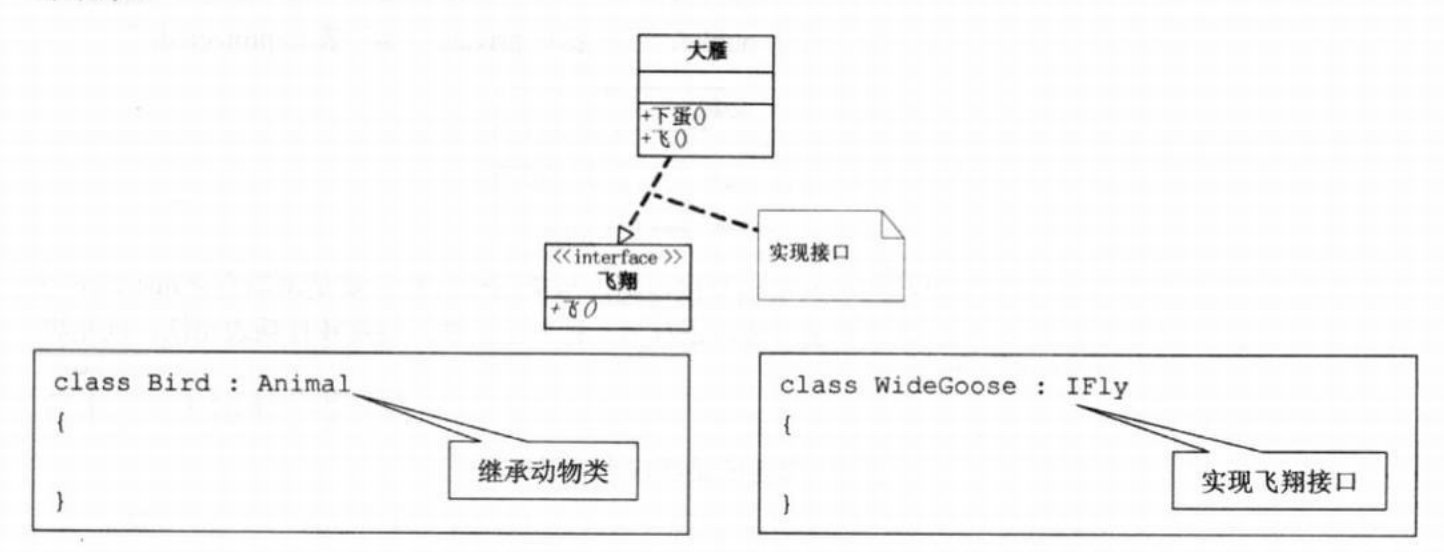 大雁
+下蛋()
+飞()
<<interface>>
飞翔
+飞()
实现接口
class Bird : Animal
{
继承动物类
}
class WideGoose : IFly
{
实现飞翔接口
}